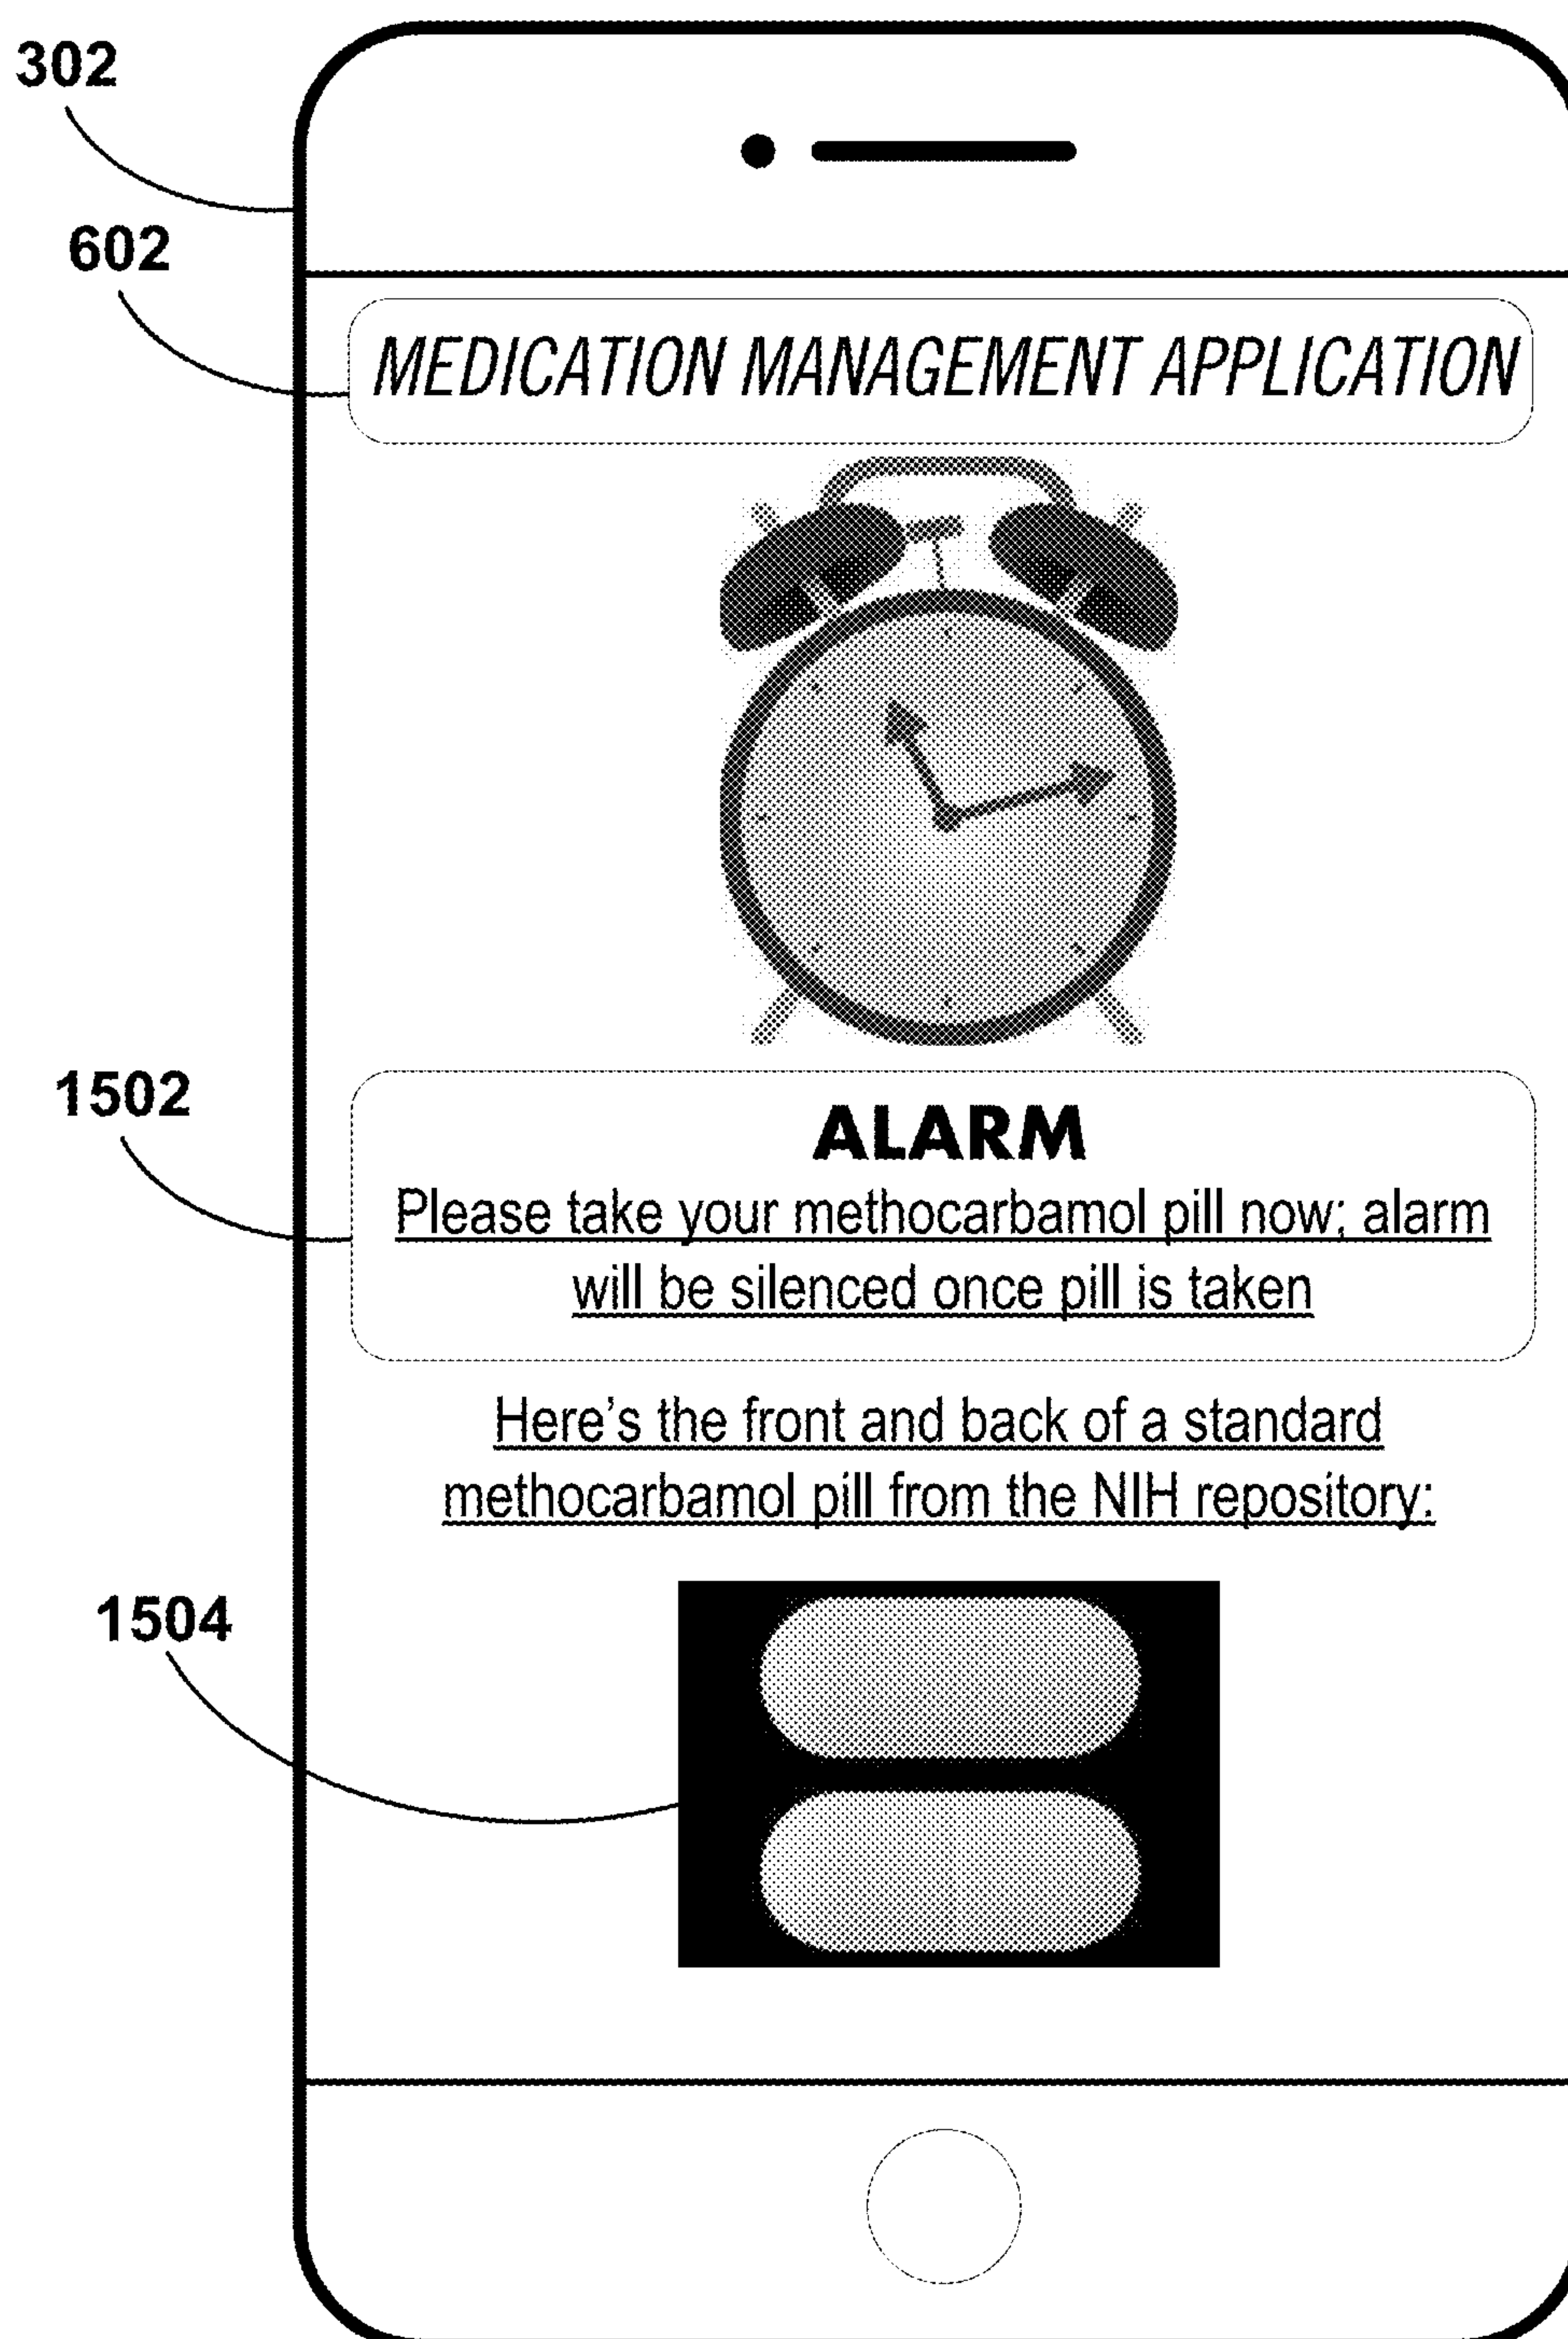 302
602
MEDICATION MANAGEMENT APPLICATION
1502
ALARM
Please take your methocarbamol pill now; alarm
will be silenced once pill is taken
Here’s the front and back of a standard
methocarbamol pill from the NIH repository:
1504